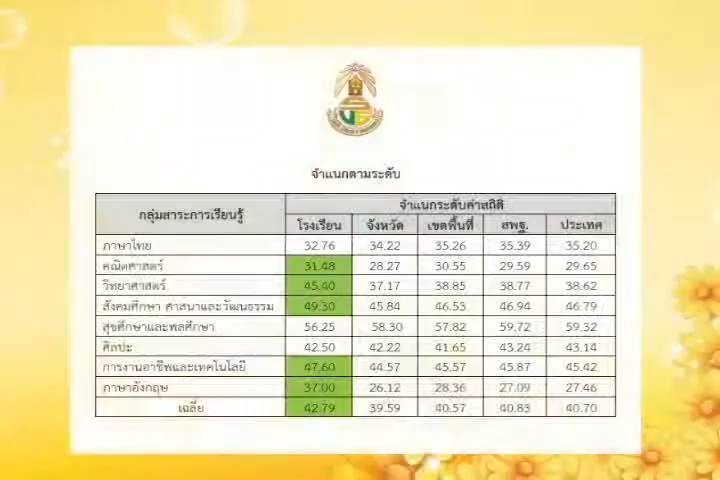 จำแนกตามระดับ
กลุ่มสาระการเรียนรู้ จำแนกระดับค่าสถิติ
โรงเรียน จังหวัด เขตพื้นที่ สพฐ. ประเทศ
ภาษาไทย 32.76 34.22 35.26 35.39 35.20
คณิตศาสตร์ 31.48 28.27 30.55 29.59 29.65
วิทยาศาสตร์ 45.40 37.17 38.85 38.77 38.62
สังคมศึกษา ศาสนาและวัฒนธรรม 49.30 45.84 46.53 46.94 46.79
สุขศึกษาและพลศึกษา 56.25 58.30 57.82 59.72 59.32
ศิลปะ 42.50 42.22 41.65 43.24 43.14
การงานอาชีพและเทคโนโลยี 47.60 44.57 45.57 45.87 45.42
ภาษาอังกฤษ 37.00 26.12 28.36 27.09 27.46
เฉลี่ย 42.79 39.59 40.57 40.83 40.70